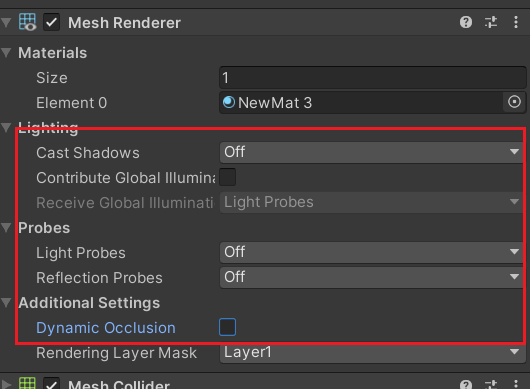 Mesh Renderer
Materials
Size 1
Element 0 NewMat 3
Lighting
Cast Shadows Off
Contribute Global Illumina
Receive Global Illuminati Light Probes
Probes
Light Probes Off
Reflection Probes Off
Additional Settings
Dynamic Occlusion
Rendering Layer Mask Layer1
Mesh Collider